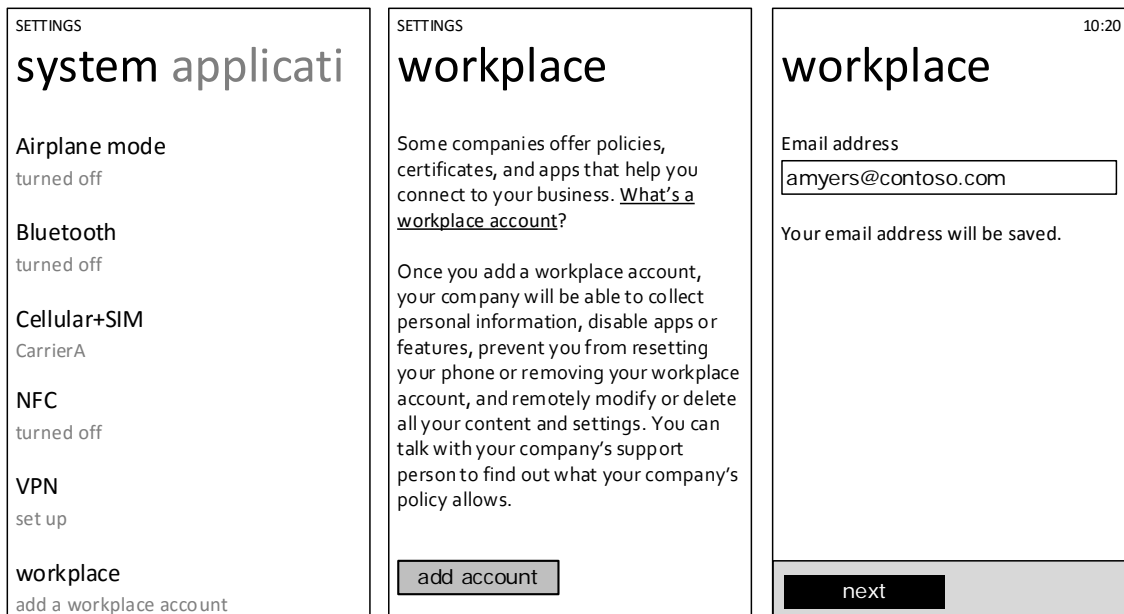 SETTINGS
system applicati
Airplane mode
turned off
Bluetooth
turned off
Cellular+SIM
CarrierA
NFC
turned off
VPN
set up
workplace
add a workplace account
SETTINGS
workplace
Some companies offer policies,
certificates, and apps that help you
connect to your business. What's a
workplace account?
Once you add a workplace account,
your company will be able to collect
personal information, disable apps or
features, prevent you from resetting
your phone or removing your workplace
account, and remotely modify or delete
all your content and settings. You can
talk with your company's support
person to find out what your company's
policy allows.
add account
10:20
workplace
Email address
amyers@contoso.com
Your email address will be saved.
next